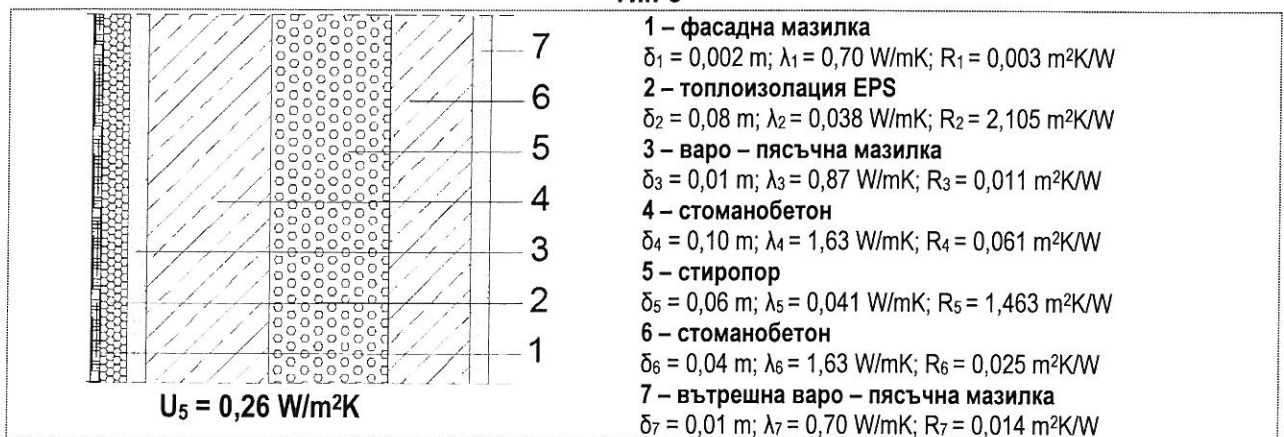 7
6
5
4
3
2
1
U₅ = 0,26 W/m²K
1 – фасадна мазилка
δ₁ = 0,002 m; λ₁ = 0,70 W/mK; R₁ = 0,003 m²K/W
2 – топлоизолация EPS
δ₂ = 0,08 m; λ₂ = 0,038 W/mK; R₂ = 2,105 m²K/W
3 – варо – пясъчна мазилка
δ₃ = 0,01 m; λ₃ = 0,87 W/mK; R₃ = 0,011 m²K/W
4 – стоманобетон
δ₄ = 0,10 m; λ₄ = 1,63 W/mK; R₄ = 0,061 m²K/W
5 – стиропор
δ₅ = 0,06 m; λ₅ = 0,041 W/mK; R₅ = 1,463 m²K/W
6 – стоманобетон
δ₆ = 0,04 m; λ₆ = 1,63 W/mK; R₆ = 0,025 m²K/W
7 – вътрешна варо – пясъчна мазилка
δ₇ = 0,01 m; λ₇ = 0,70 W/mK; R₇ = 0,014 m²K/W